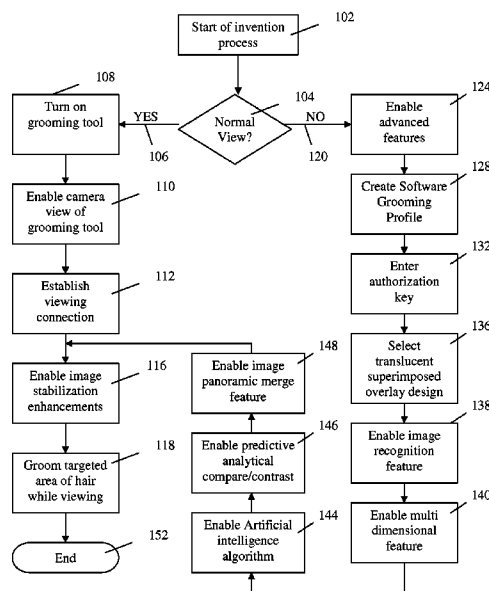 Start of invention
process
102
108
Turn on
grooming tool
YES
106
104
Normal
View?
NO
120
124
Enable
advanced
features
110
Enable camera
view of
grooming tool
128
Create Software
Grooming
Profile
112
Establish
viewing
connection
132
Enter
authorization
key
116
Enable image
stabilization
enhancements
148
Enable image
panoramic merge
feature
136
Select
translucent
superimposed
overlay design
118
Groom targeted
area of hair
while viewing
146
Enable predictive
analytical
compare/contrast
138
Enable image
recognition
feature
152
End
144
Enable Artificial
intelligence
algorithm
140
Enable multi
dimensional
feature